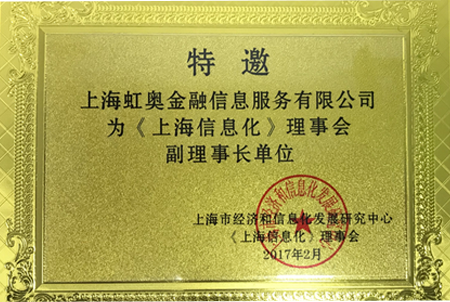 特邀
上海虹奥金融信息服务有限公司
为《上海信息化》理事会
副理事长单位
上海市经济和信息化发展研究中心
《上海信息化》理事会
2017年2月